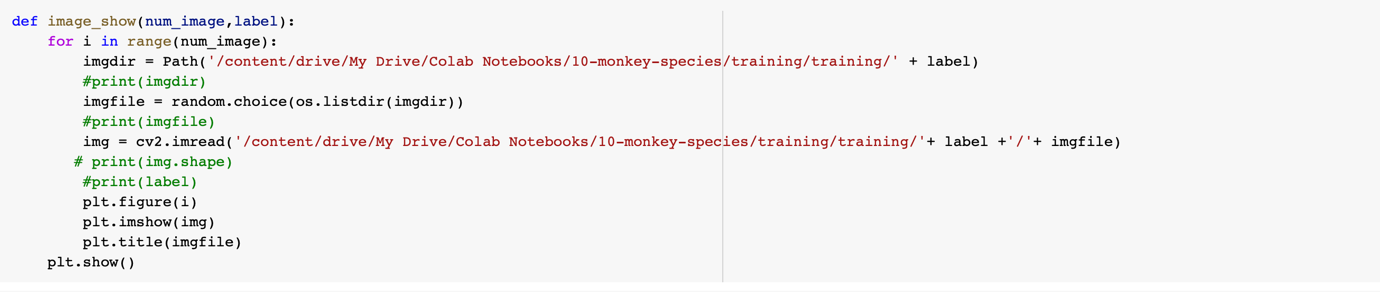 def image_show(num_image,label):
    for i in range(num_image):
        imgdir = Path('/content/drive/My Drive/Colab Notebooks/10-monkey-species/training/training/' + label)
        #print(imgdir)
        imgfile = random.choice(os.listdir(imgdir))
        #print(imgfile)
        img = cv2.imread('/content/drive/My Drive/Colab Notebooks/10-monkey-species/training/training/'+ label +'/'+ imgfile)
       # print(img.shape)
        #print(label)
        plt.figure(i)
        plt.imshow(img)
        plt.title(imgfile)
    plt.show()